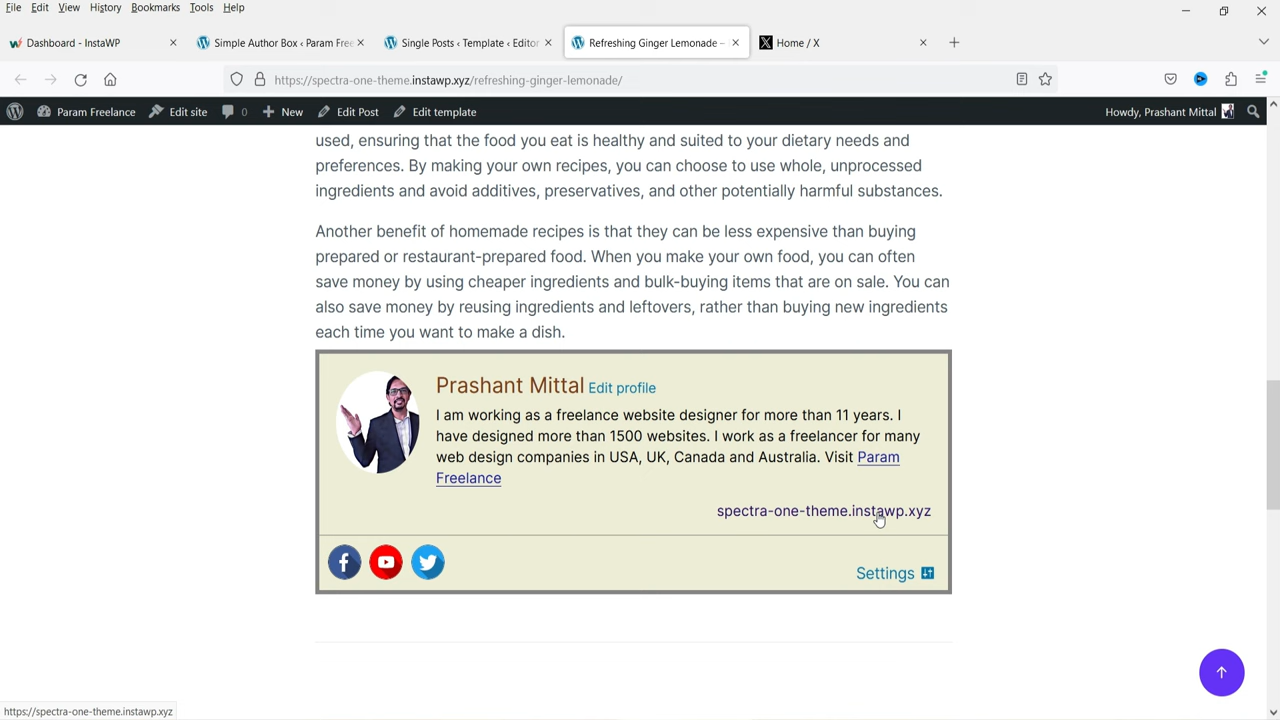 File Edit View History Bookmarks Tools Help
Dashboard - InstaWP
Simple Author Box ‹ Param Free
Single Posts ‹ Template ‹ Editor
Refreshing Ginger Lemonade –
Home / X
https://spectra-one-theme.instawp.xyz/refreshing-ginger-lemonade/
Param Freelance Edit site 0 New Edit Post Edit template Howdy, Prashant Mittal
used, ensuring that the food you eat is healthy and suited to your dietary needs and
preferences. By making your own recipes, you can choose to use whole, unprocessed
ingredients and avoid additives, preservatives, and other potentially harmful substances.
Another benefit of homemade recipes is that they can be less expensive than buying
prepared or restaurant-prepared food. When you make your own food, you can often
save money by using cheaper ingredients and bulk-buying items that are on sale. You can
also save money by reusing ingredients and leftovers, rather than buying new ingredients
each time you want to make a dish.
Prashant Mittal Edit profile
I am working as a freelance website designer for more than 11 years. I
have designed more than 1500 websites. I work as a freelancer for many
web design companies in USA, UK, Canada and Australia. Visit Param
Freelance
spectra-one-theme.instawp.xyz
Settings
https://spectra-one-theme.instawp.xyz